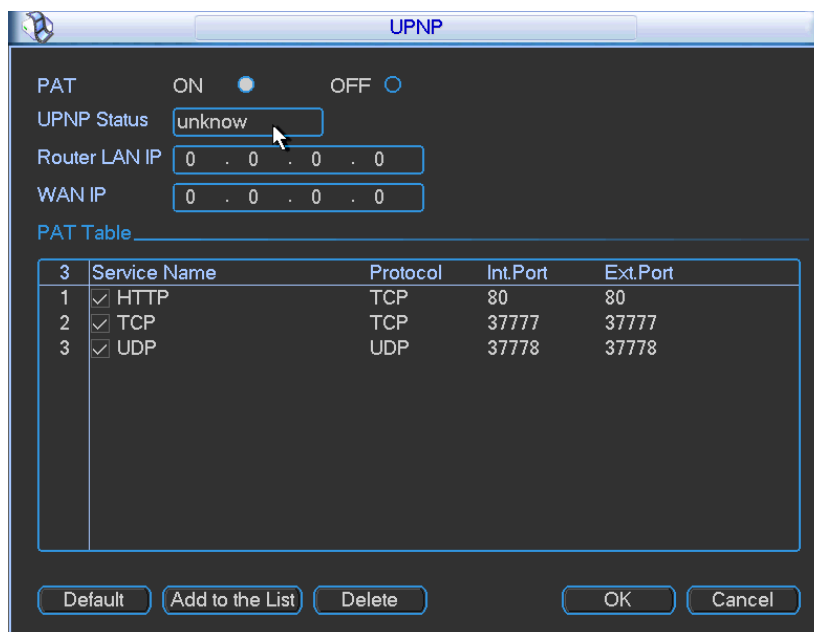 UPNP
PAT ON OFF
UPNP Status unknow
Router LAN IP 0 . 0 . 0 . 0
WAN IP 0 . 0 . 0 . 0
PAT Table
3 Service Name Protocol Int.Port Ext.Port
1 HTTP TCP 80 80
2 TCP TCP 37777 37777
3 UDP UDP 37778 37778
Default Add to the List Delete OK Cancel